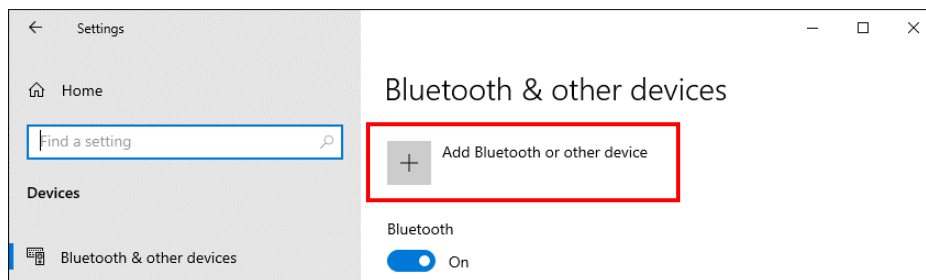 Settings
Home
Find a setting
Devices
Bluetooth & other devices
Bluetooth & other devices
Add Bluetooth or other device
Bluetooth
On